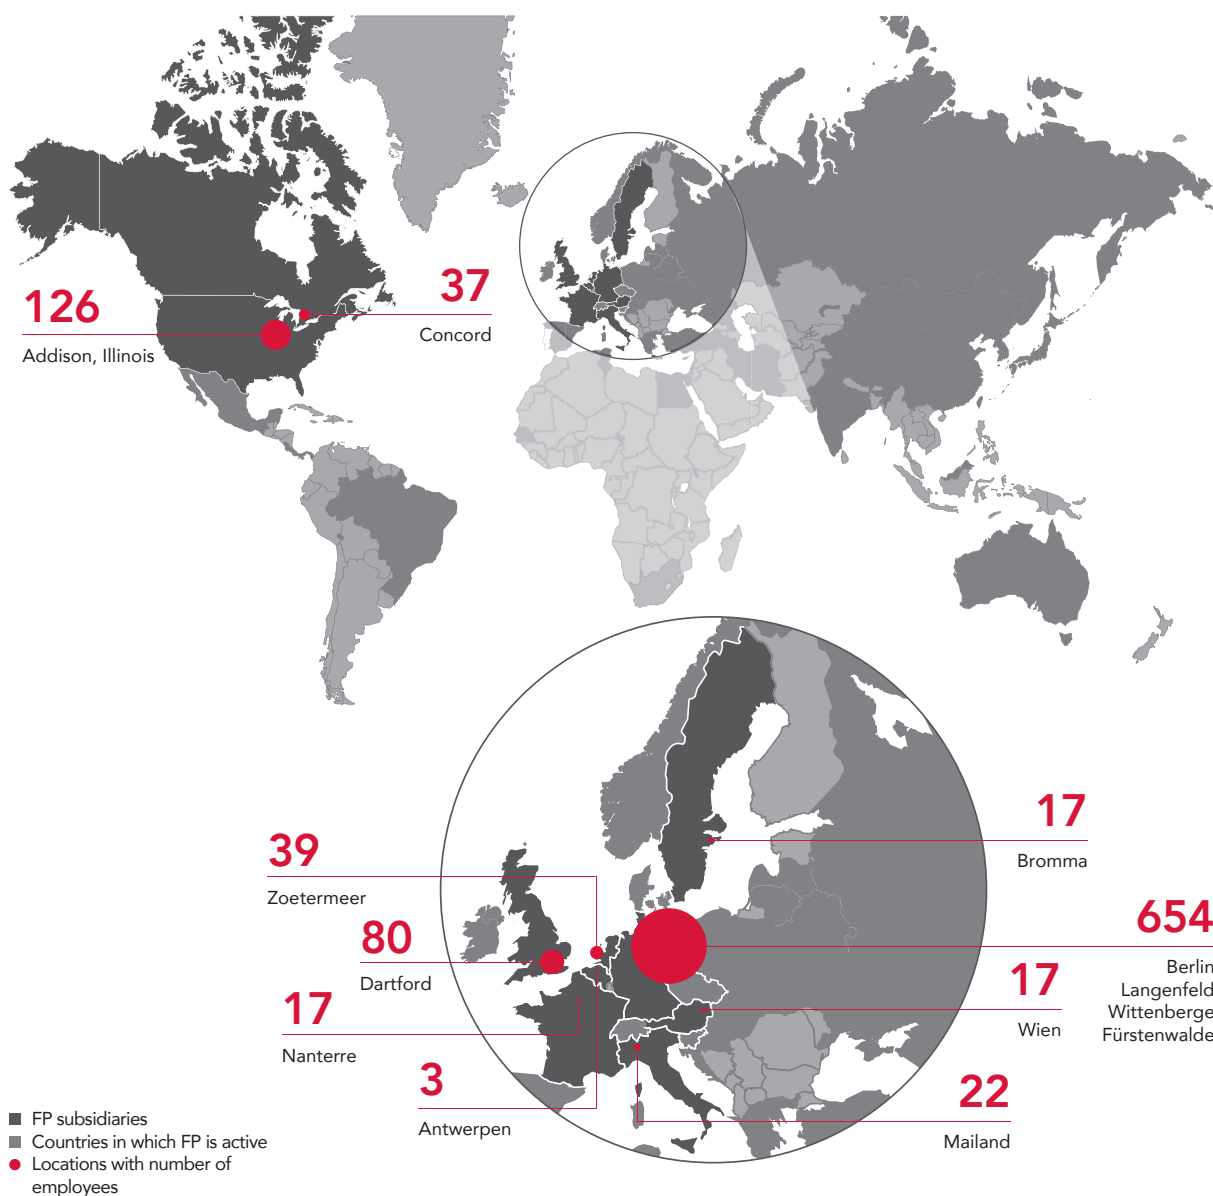 126
Addison, Illinois
37
Concord
17
Bromma
39
Zoetermeer
654
Berlin
Langenfeld
Wittenberge
Fürstenwalde
80
Dartford
17
Wien
17
Nanterre
3
Antwerpen
22
Mailand
FP subsidiaries
Countries in which FP is active
Locations with number of
employees